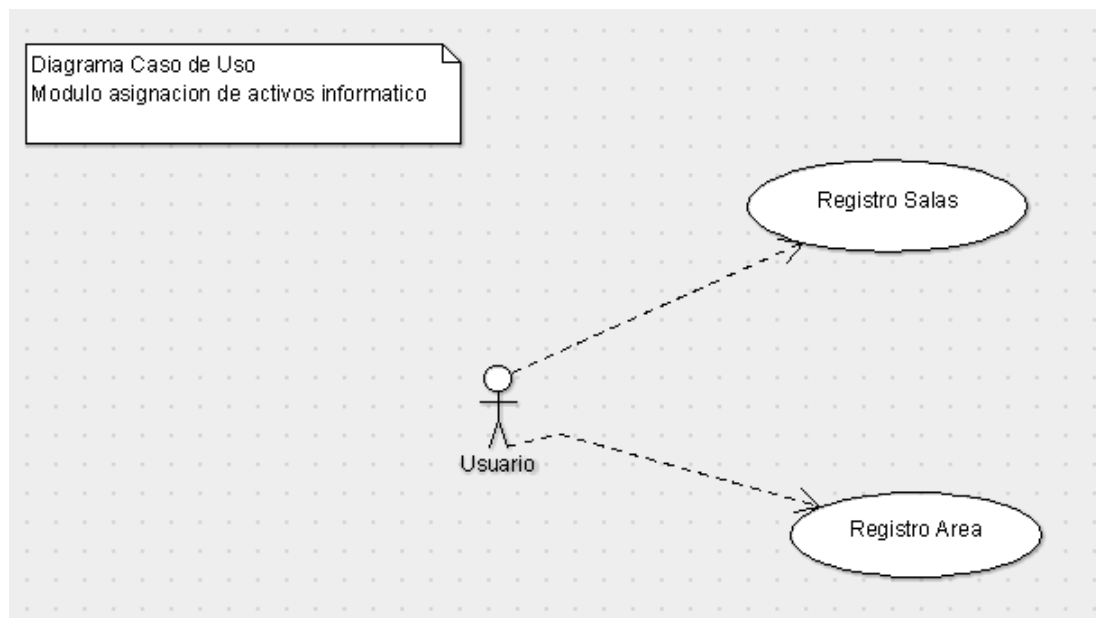 Diagrama Caso de Uso
Modulo asignacion de activos informatico
Registro Salas
Usuario
Registro Area